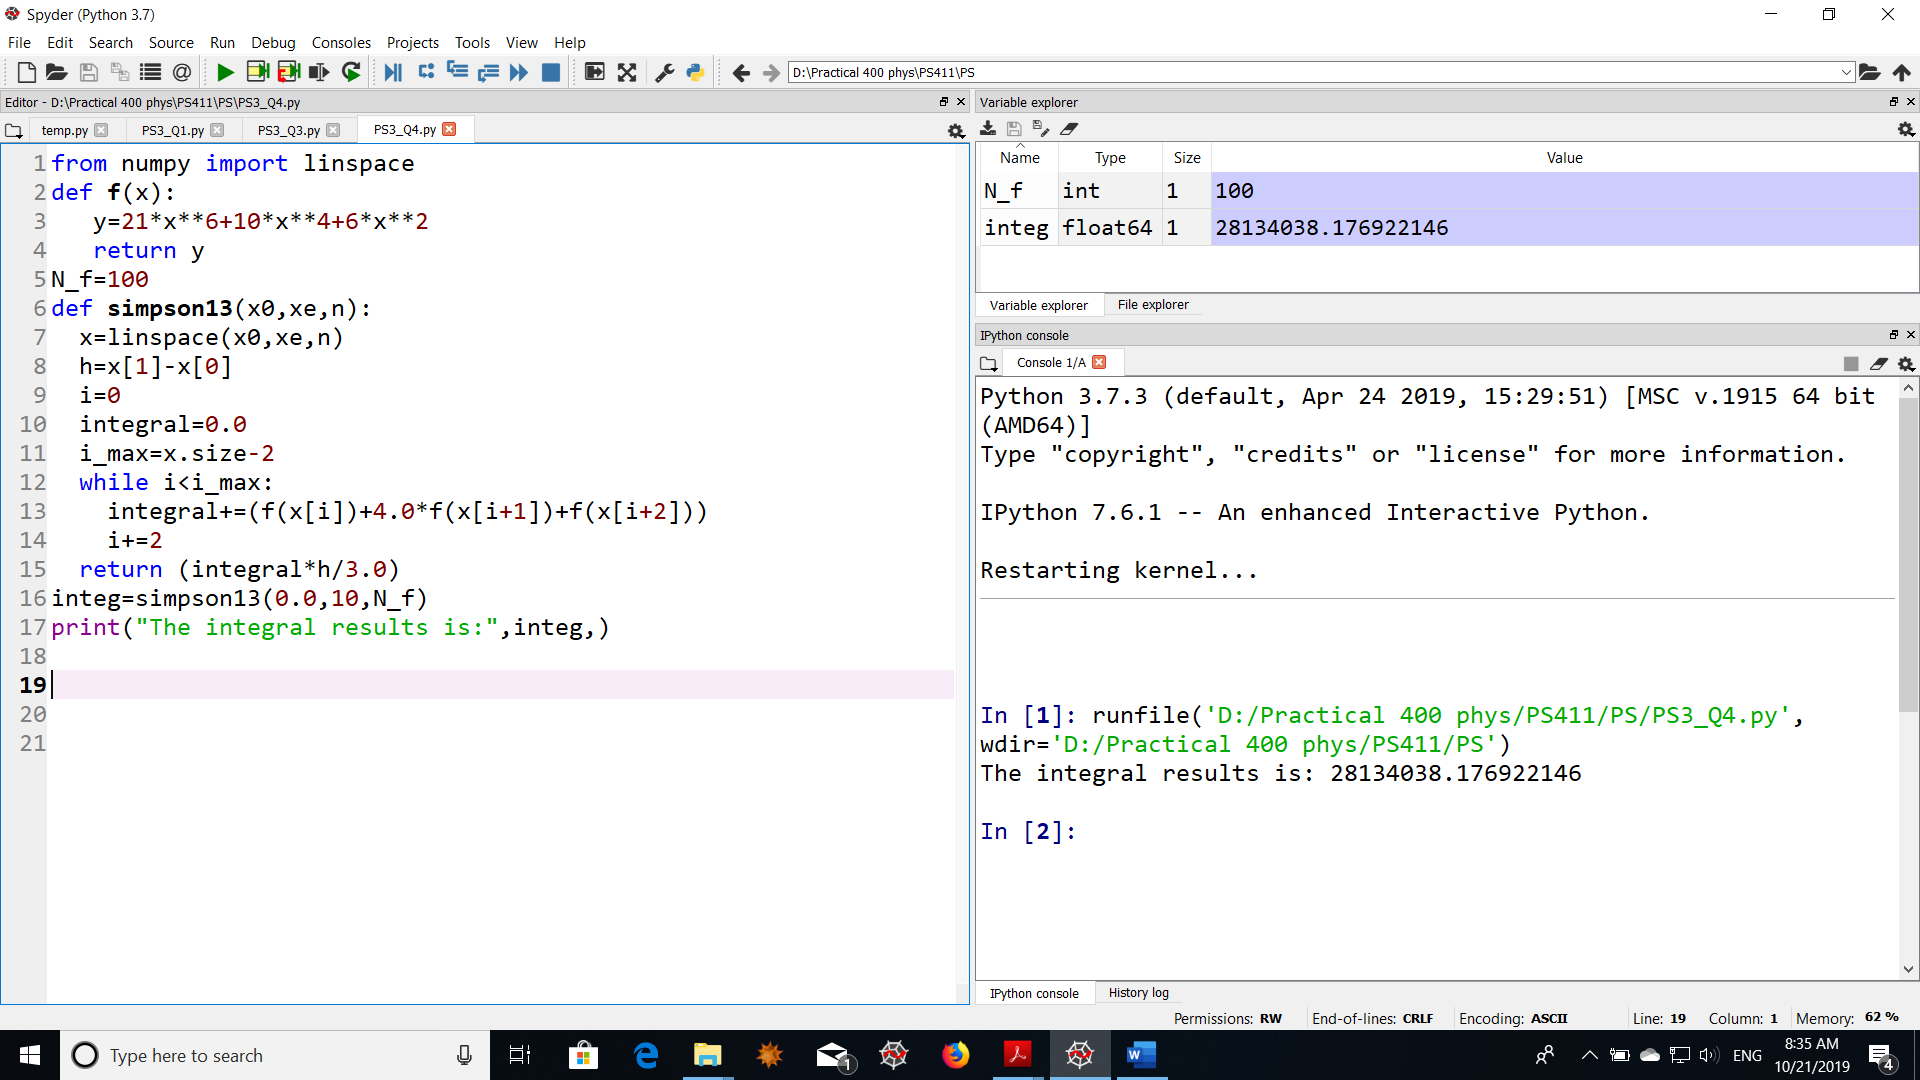 Spyder (Python 3.7)
File Edit Search Source Run Debug Consoles Projects Tools View Help
D:\Practical 400 phys\PS411\PS
Editor - D:\Practical 400 phys\PS411\PS\PS3_Q4.py
temp.py PS3_Q1.py PS3_Q3.py PS3_Q4.py
1 from numpy import linspace
2 def f(x):
3    y=21*x**6+10*x**4+6*x**2
4    return y
5 N_f=100
6 def simpson13(x0,xe,n):
7   x=linspace(x0,xe,n)
8   h=x[1]-x[0]
9   i=0
10   integral=0.0
11   i_max=x.size-2
12   while i<i_max:
13     integral+=(f(x[i])+4.0*f(x[i+1])+f(x[i+2]))
14     i+=2
15   return (integral*h/3.0)
16 integ=simpson13(0.0,10,N_f)
17 print("The integral results is:",integ,)
18
19
20
21
Variable explorer
Name Type Size Value
N_f int 1 100
integ float64 1 28134038.176922146
Variable explorer File explorer
IPython console
Console 1/A
Python 3.7.3 (default, Apr 24 2019, 15:29:51) [MSC v.1915 64 bit
(AMD64)]
Type "copyright", "credits" or "license" for more information.
IPython 7.6.1 -- An enhanced Interactive Python.
Restarting kernel...
In [1]: runfile('D:/Practical 400 phys/PS411/PS/PS3_Q4.py',
wdir='D:/Practical 400 phys/PS411/PS')
The integral results is: 28134038.176922146
In [2]:
IPython console History log
Permissions: RW End-of-lines: CRLF Encoding: ASCII Line: 19 Column: 1 Memory: 62 %
Type here to search
1
W
ENG
8:35 AM
10/21/2019
4